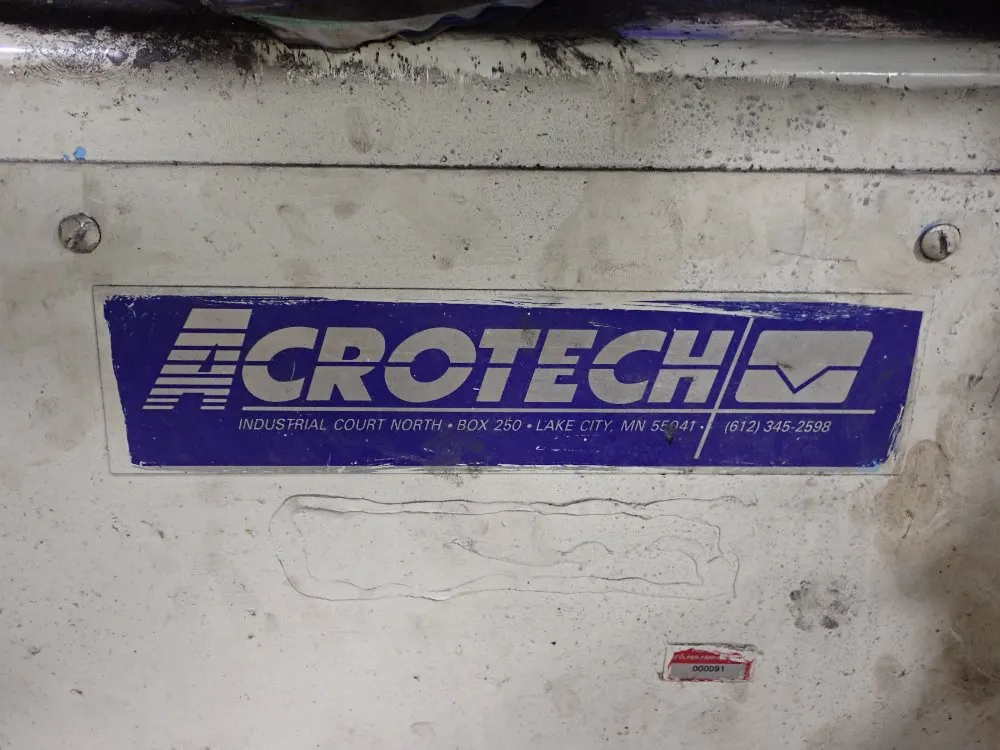 ACROTECH
INDUSTRIAL COURT NORTH • BOX 250 • LAKE CITY, MN 55041 • (612) 345-2598
000091